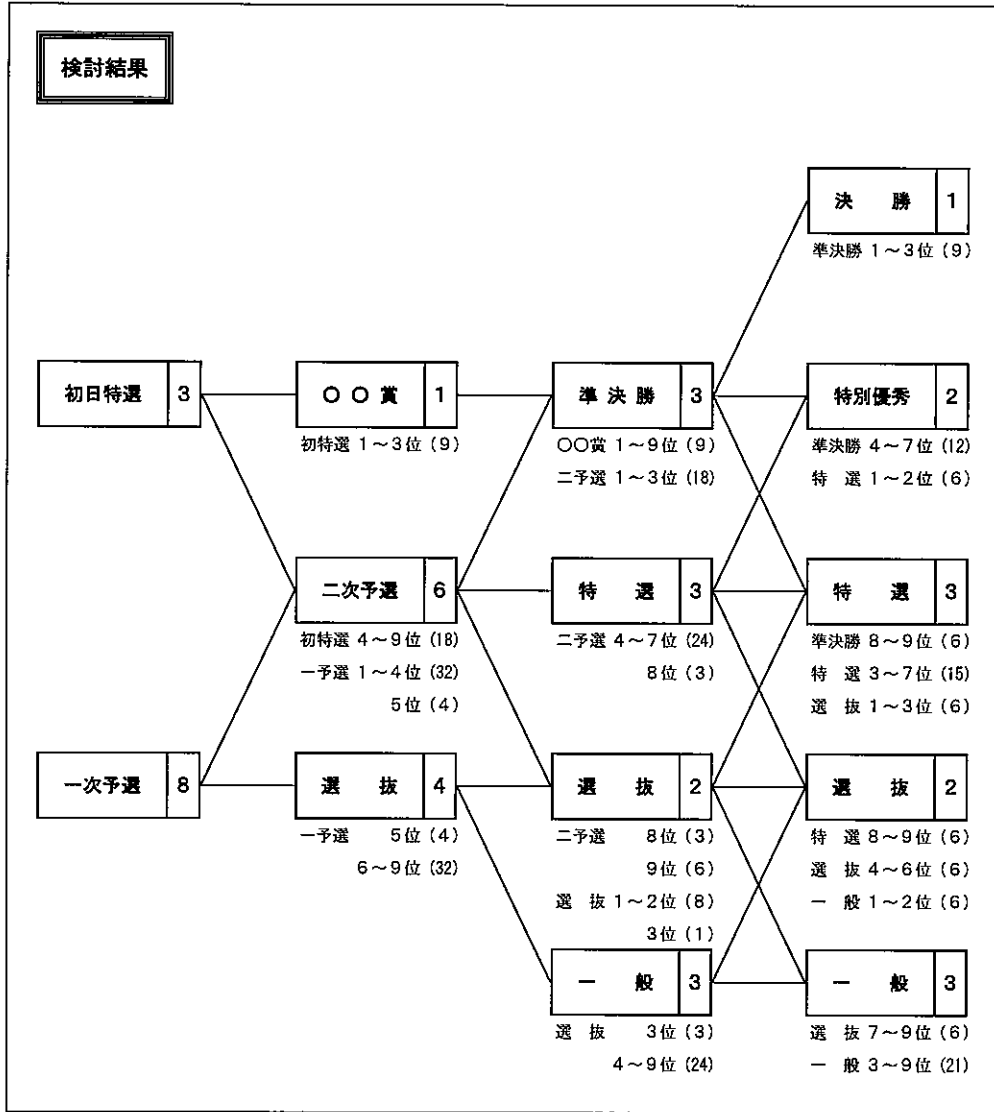 検討結果
決 勝 1
準決勝 1～3位 (9)
初日特選 3
〇〇賞 1
準決勝 3
特別優秀 2
初特選 1～3位 (9)
〇〇賞 1～9位 (9)
準決勝 4～7位 (12)
二予選 1～3位 (18)
特 選 1～2位 (6)
二次予選 6
特 選 3
特 選 3
初特選 4～9位 (18)
二予選 4～7位 (24)
準決勝 8～9位 (6)
一予選 1～4位 (32)
8位 (3)
特 選 3～7位 (15)
5位 (4)
選 抜 1～3位 (6)
一次予選 8
選 抜 4
選 抜 2
選 抜 2
一予選 5位 (4)
二予選 8位 (3)
特 選 8～9位 (6)
6～9位 (32)
9位 (6)
選 抜 4～6位 (6)
選 抜 1～2位 (8)
一 般 1～2位 (6)
3位 (1)
一 般 3
一 般 3
選 抜 3位 (3)
選 抜 7～9位 (6)
4～9位 (24)
一 般 3～9位 (21)